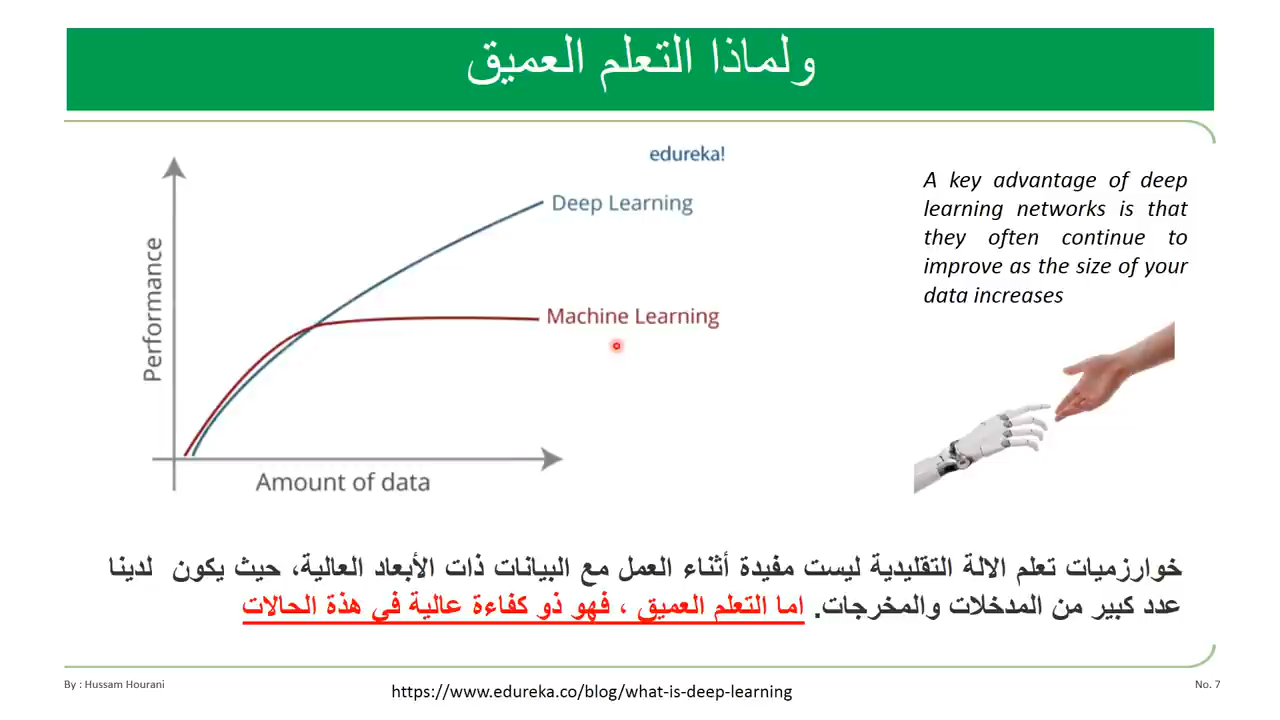 ولماذا التعلم العميق
edureka!
Deep Learning
Machine Learning
Performance
Amount of data
A key advantage of deep
learning networks is that
they often continue to
improve as the size of your
data increases
خوارزميات تعلم الالة التقليدية ليست مفيدة أثناء العمل مع البيانات ذات الأبعاد العالية، حيث يكون لدينا
عدد كبير من المدخلات والمخرجات. اما التعلم العميق ، فهو ذو كفاءة عالية في هذة الحالات
By : Hussam Hourani
https://www.edureka.co/blog/what-is-deep-learning
No. 7